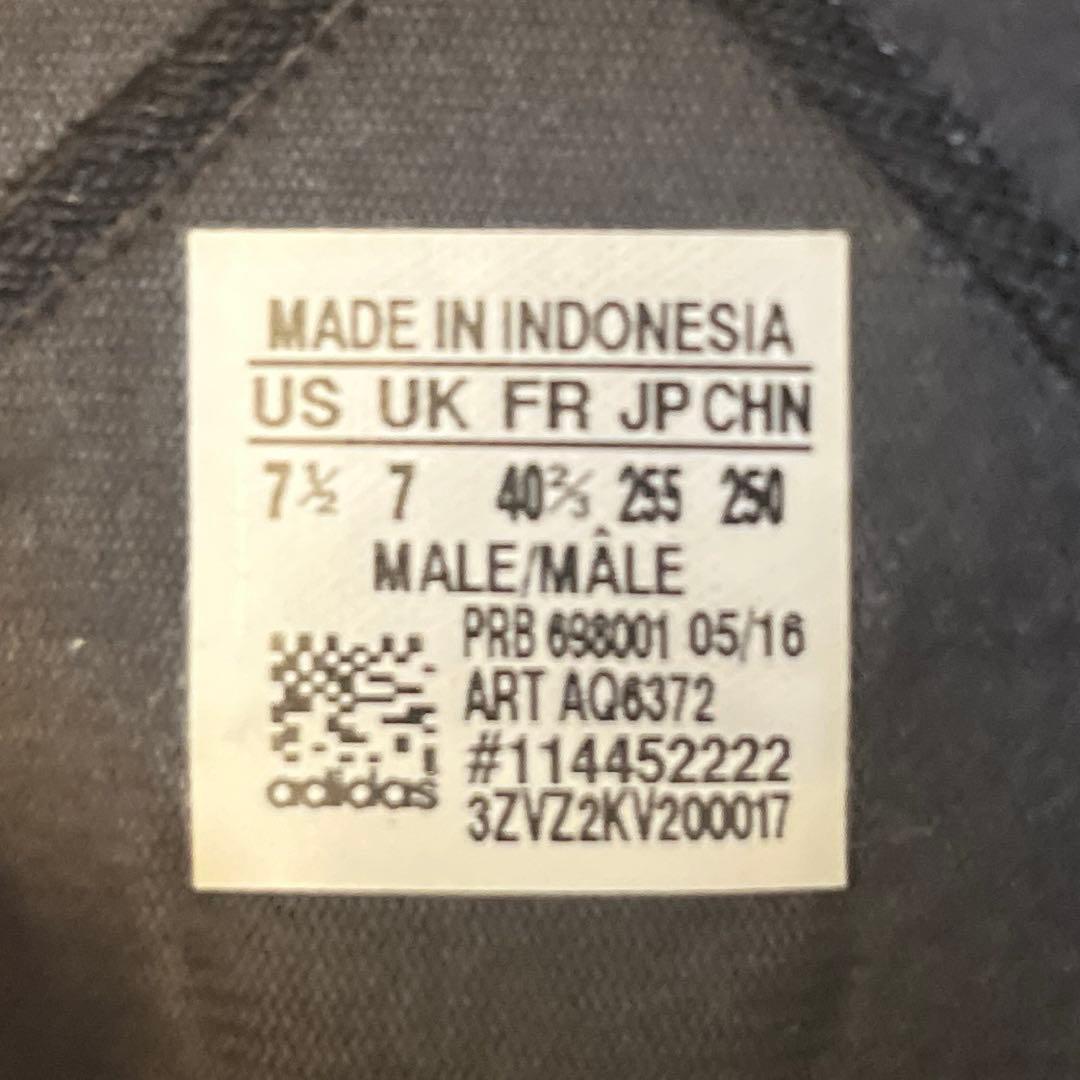 MADE IN INDONESIA
US UK FR JP CHN
7½ 7 40⅔ 255 250
MALE/MÂLE
PRB 698001 05/16
ART AQ6372
#114452222
adidas
3ZVZ2KV200017